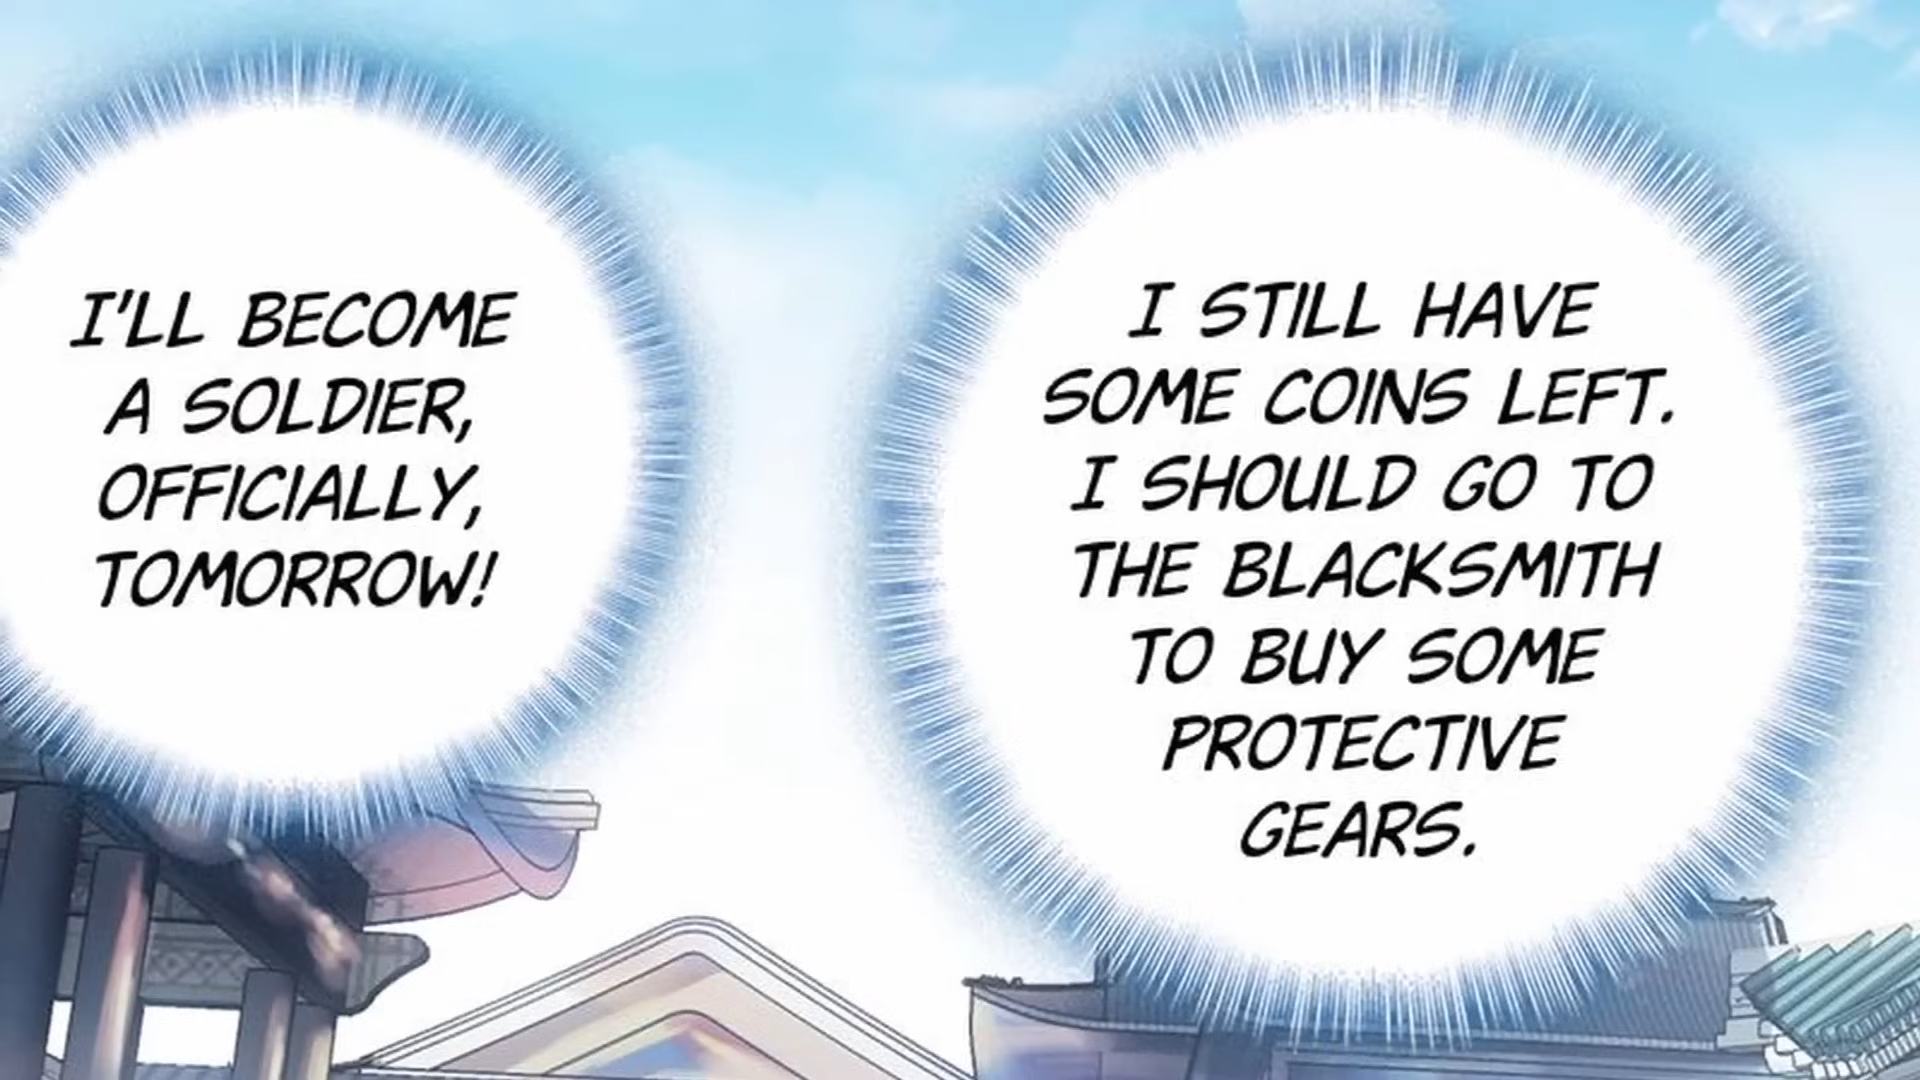 I'LL BECOME
A SOLDIER,
OFFICIALLY,
TOMORROW!
I STILL HAVE
SOME COINS LEFT.
I SHOULD GO TO
THE BLACKSMITH
TO BUY SOME
PROTECTIVE
GEARS.